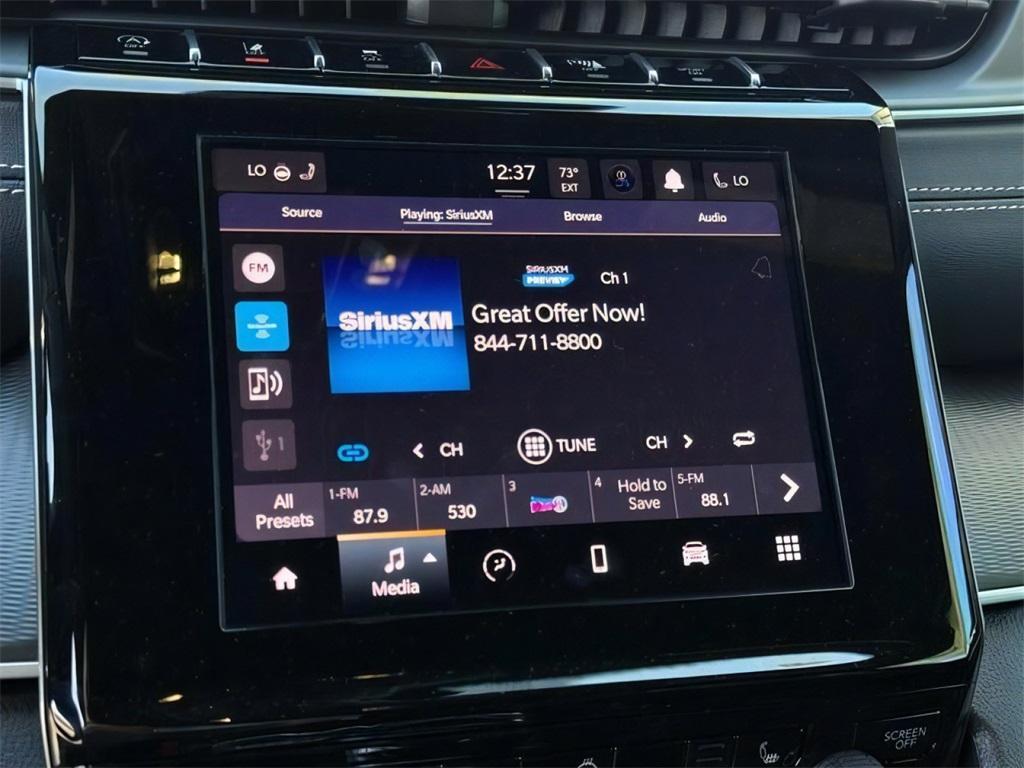 LO
12:37
73°
EXT
LO
Source
Playing: SiriusXM
Browse
Audio
FM
SIRIUSXM
PREVIEW
Ch 1
SiriusXM
Great Offer Now!
844-711-8800
1
CH
TUNE
CH
All
Presets
1-FM
87.9
2-AM
530
3
4
Hold to
Save
5-FM
88.1
Media
SCREEN
OFF